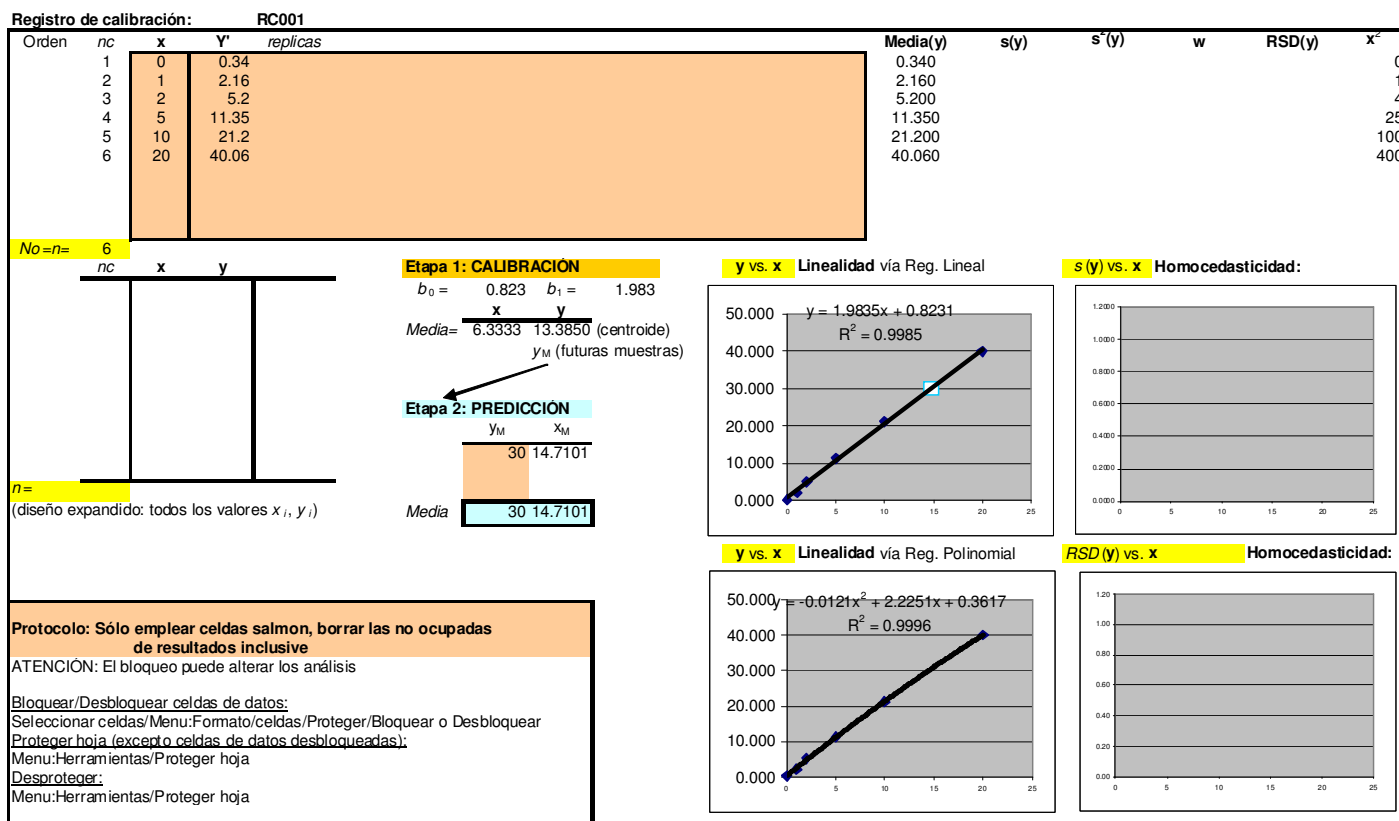 Registro de calibración: RC001
Orden nc x Y' replicas Media(y) s(y) s²(y) w RSD(y) x²
1 0 0.34 0.340 0
2 1 2.16 2.160 1
3 2 5.2 5.200 4
4 5 11.35 11.350 25
5 10 21.2 21.200 100
6 20 40.06 40.060 400
No=n= 6
nc x y
n=
(diseño expandido: todos los valores x i, y i)
Etapa 1: CALIBRACIÓN
b0 = 0.823 b1 = 1.983
x y
Media= 6.3333 13.3850 (centroide)
yM (futuras muestras)
Etapa 2: PREDICCIÓN
yM xM
30 14.7101
Media 30 14.7101
y vs. x Linealidad vía Reg. Lineal
y = 1.9835x + 0.8231
R² = 0.9985
50.000
40.000
30.000
20.000
10.000
0.000
0 5 10 15 20 25
s(y) vs. x Homocedasticidad:
1.2000
1.0000
0.8000
0.6000
0.4000
0.2000
0.0000
0 5 10 15 20 25
y vs. x Linealidad vía Reg. Polinomial
y = -0.0121x² + 2.2251x + 0.3617
R² = 0.9996
50.000
40.000
30.000
20.000
10.000
0.000
0 5 10 15 20 25
RSD(y) vs. x Homocedasticidad:
1.20
1.00
0.80
0.60
0.40
0.20
0.00
0 5 10 15 20 25
Protocolo: Sólo emplear celdas salmon, borrar las no ocupadas
de resultados inclusive
ATENCIÓN: El bloqueo puede alterar los análisis
Bloquear/Desbloquear celdas de datos:
Seleccionar celdas/Menu:Formato/celdas/Proteger/Bloquear o Desbloquear
Proteger hoja (excepto celdas de datos desbloqueadas):
Menu:Herramientas/Proteger hoja
Desproteger:
Menu:Herramientas/Proteger hoja